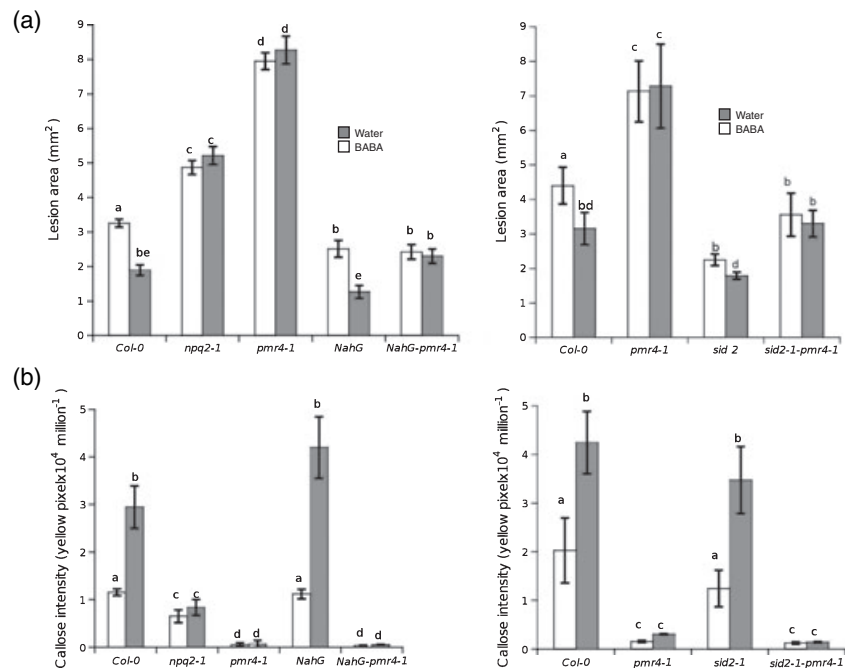 (a)
Lesion area (mm²)
9
8
7
6
5
4
3
2
1
0
a
be
c
c
d
d
b
e
b
b
Water
BABA
Col-0
npq2-1
pmr4-1
NahG
NahG-pmr4-1
Lesion area (mm²)
9
8
7
6
5
4
3
2
1
0
a
bd
c
c
b
d
b
b
Water
BABA
Col-0
pmr4-1
sid 2
sid2-1-pmr4-1
(b)
Callose intensity (yellow pixelx10⁴ million⁻¹)
5
4
3
2
1
0
a
b
c
c
d
d
a
b
d
d
Col-0
npq2-1
pmr4-1
NahG
NahG-pmr4-1
Callose intensity (yellow pixelx10⁴ million⁻¹)
5
4
3
2
1
0
a
b
c
c
a
b
c
c
Col-0
pmr4-1
sid2-1
sid2-1-pmr4-1